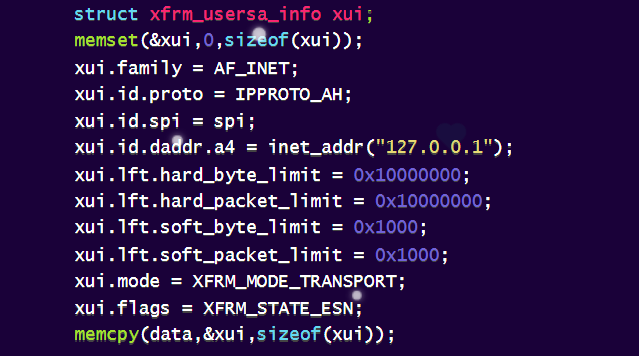 struct xfrm_usersa_info xui;
memset(&xui,0,sizeof(xui));
xui.family = AF_INET;
xui.id.proto = IPPROTO_AH;
xui.id.spi = spi;
xui.id.daddr.a4 = inet_addr("127.0.0.1");
xui.lft.hard_byte_limit = 0x10000000;
xui.lft.hard_packet_limit = 0x10000000;
xui.lft.soft_byte_limit = 0x1000;
xui.lft.soft_packet_limit = 0x1000;
xui.mode = XFRM_MODE_TRANSPORT;
xui.flags = XFRM_STATE_ESN;
memcpy(data,&xui,sizeof(xui));